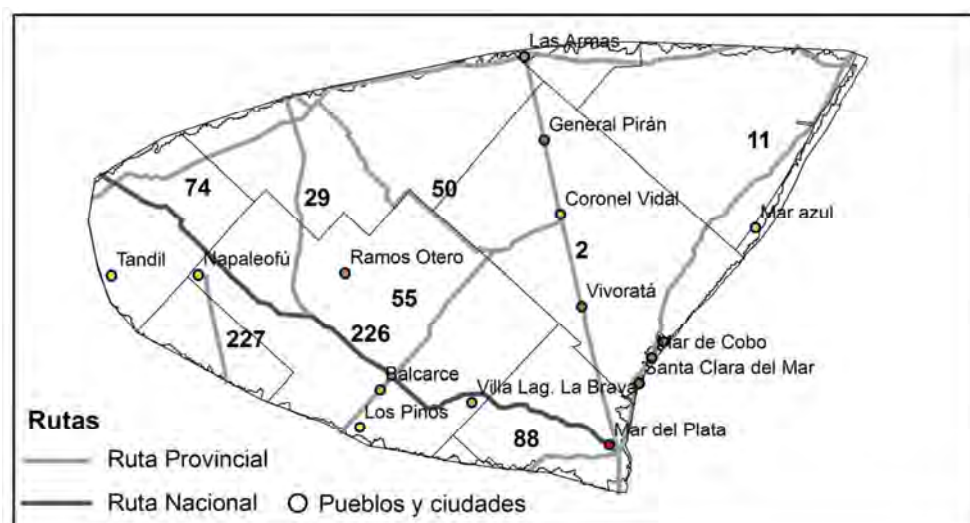 Las Armas
General Pirán
11
74
29
50
Coronel Vidal
Mar azul
2
Tandil
Napaleofú
Ramos Otero
55
Vivoratá
227
226
Mar de Cobo
Santa Clara del Mar
Balcarce
Villa Lag. La Brava
Los Pinos
88
Mar del Plata
Rutas
Ruta Provincial
Ruta Nacional
Pueblos y ciudades